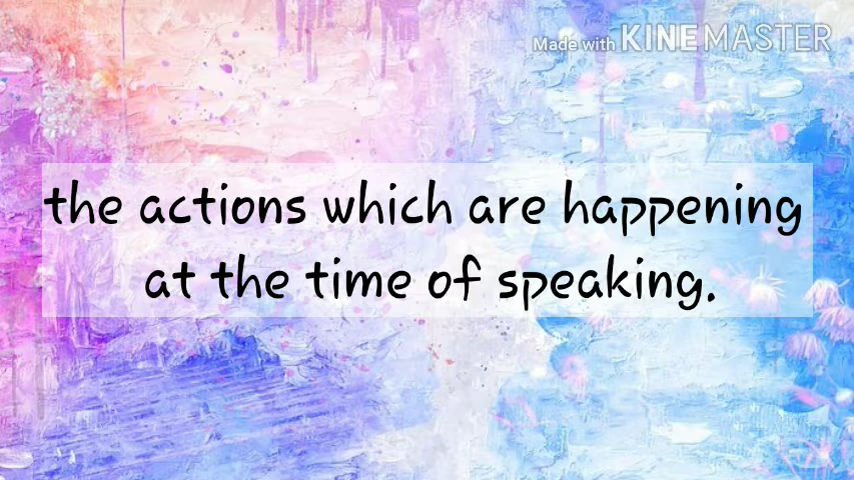 Made with KINEMASTER
the actions which are happening
at the time of speaking.